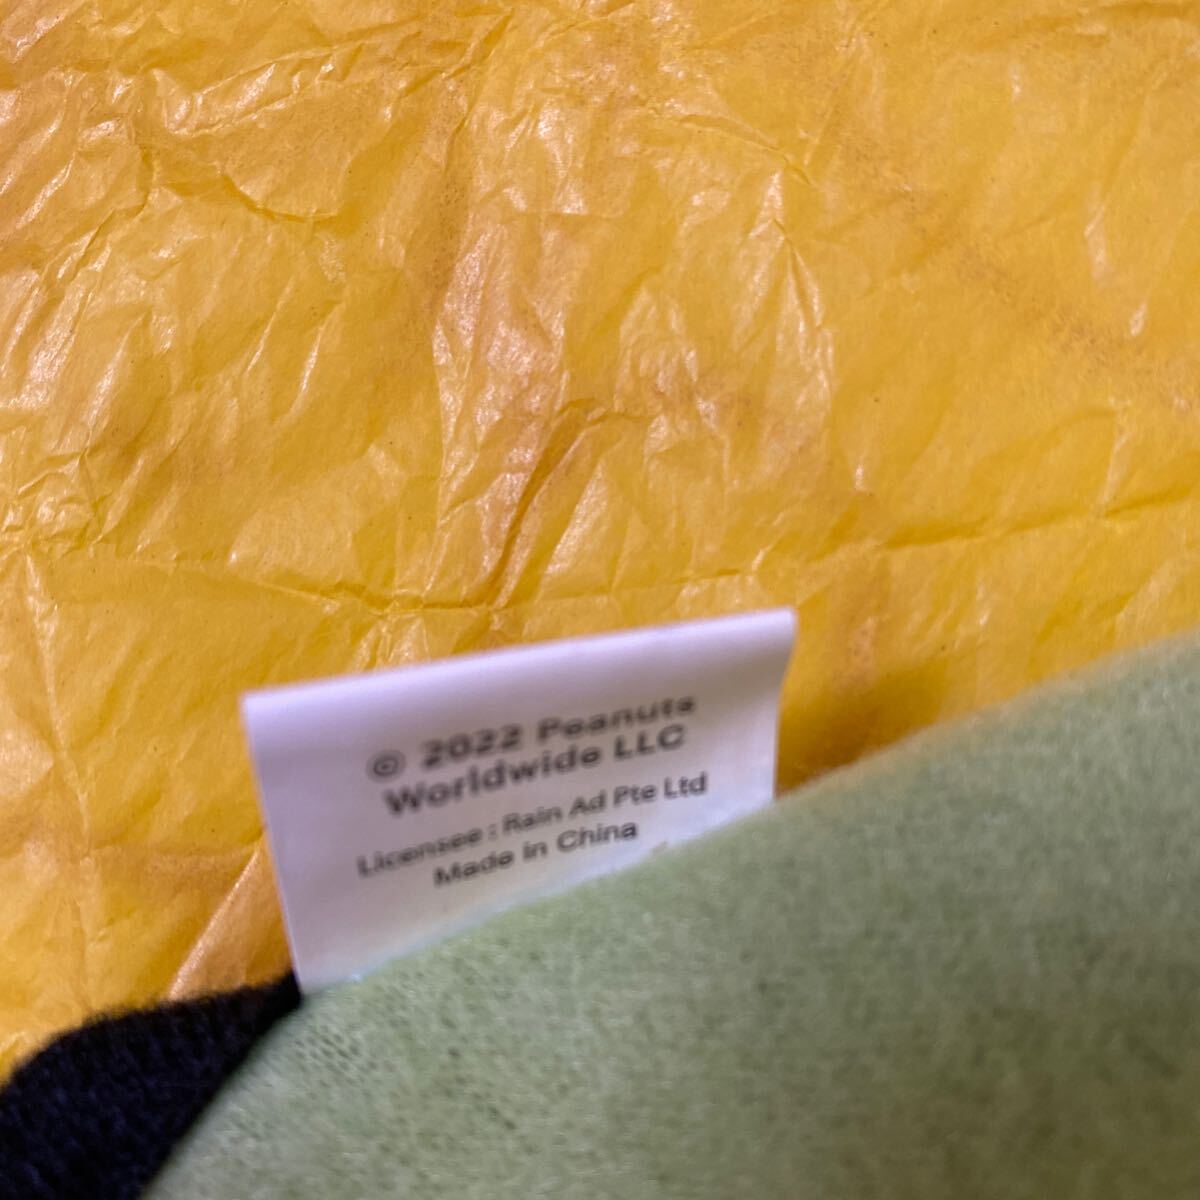 © 2022 Peanuts
Worldwide LLC
Licensee : Rain Ad Pte Ltd
Made in China